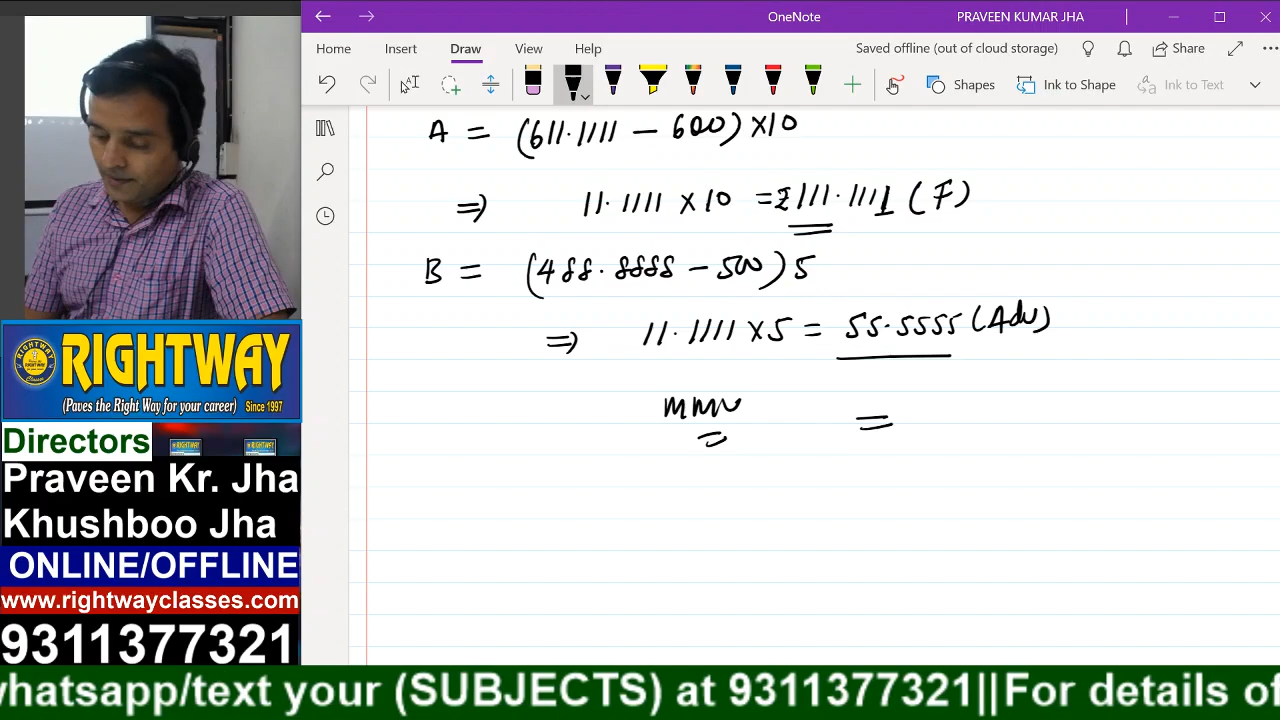 OneNote
PRAVEEN KUMAR JHA
Home Insert Draw View Help
Saved offline (out of cloud storage)
Share
Shapes
Ink to Shape
Ink to Text
A = (611.1111 - 600) × 10
⇒ 11.1111 × 10 = ₹111.1111 (F)
B = (488.8888 - 500) 5
⇒ 11.1111 × 5 = 55.5555 (Adv)
=
RIGHTWAY
(Paves the Right Way for your career) Since 1997
Directors
Praveen Kr. Jha
Khushboo Jha
ONLINE/OFFLINE
www.rightwayclasses.com
9311377321
whatsapp/text your (SUBJECTS) at 9311377321||For details of